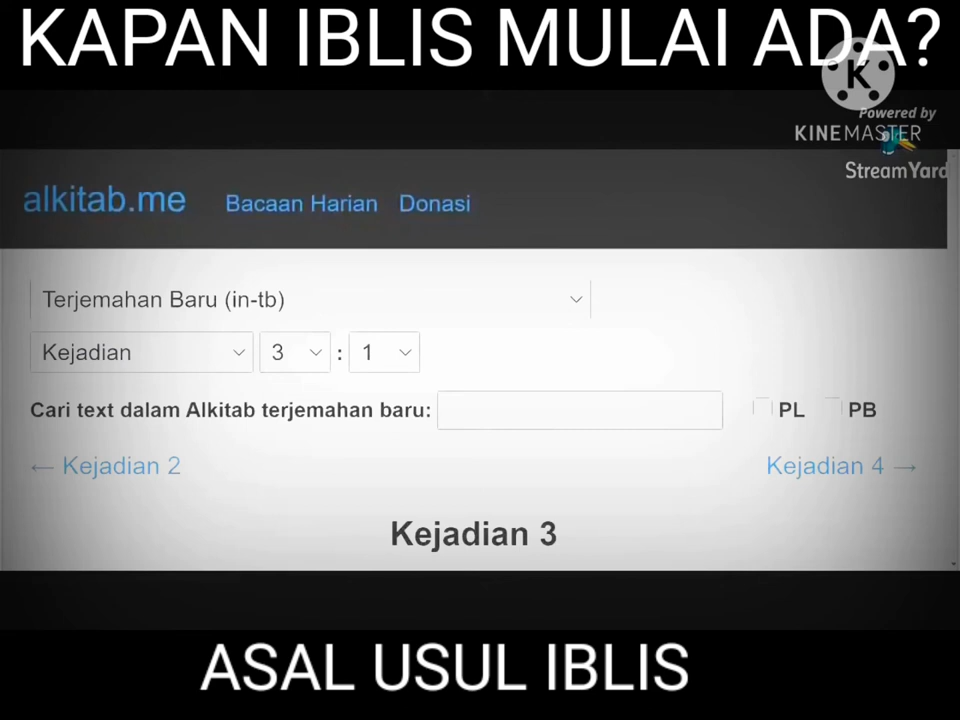 KAPAN IBLIS MULAI ADA?
K
Powered by
KINEMASTER
StreamYard
alkitab.me Bacaan Harian Donasi
Terjemahan Baru (in-tb)
Kejadian 3 : 1
Cari text dalam Alkitab terjemahan baru: PL PB
← Kejadian 2 Kejadian 4 →
Kejadian 3
ASAL USUL IBLIS